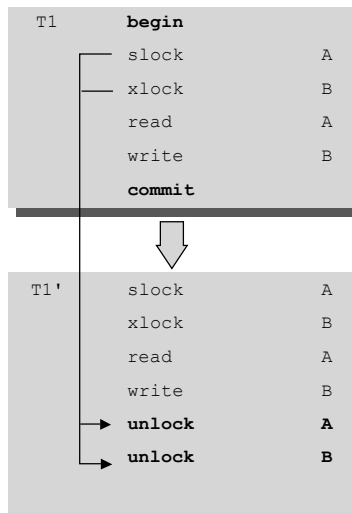 T1 begin
slock A
xlock B
read A
write B
commit
T1' slock A
xlock B
read A
write B
unlock A
unlock B